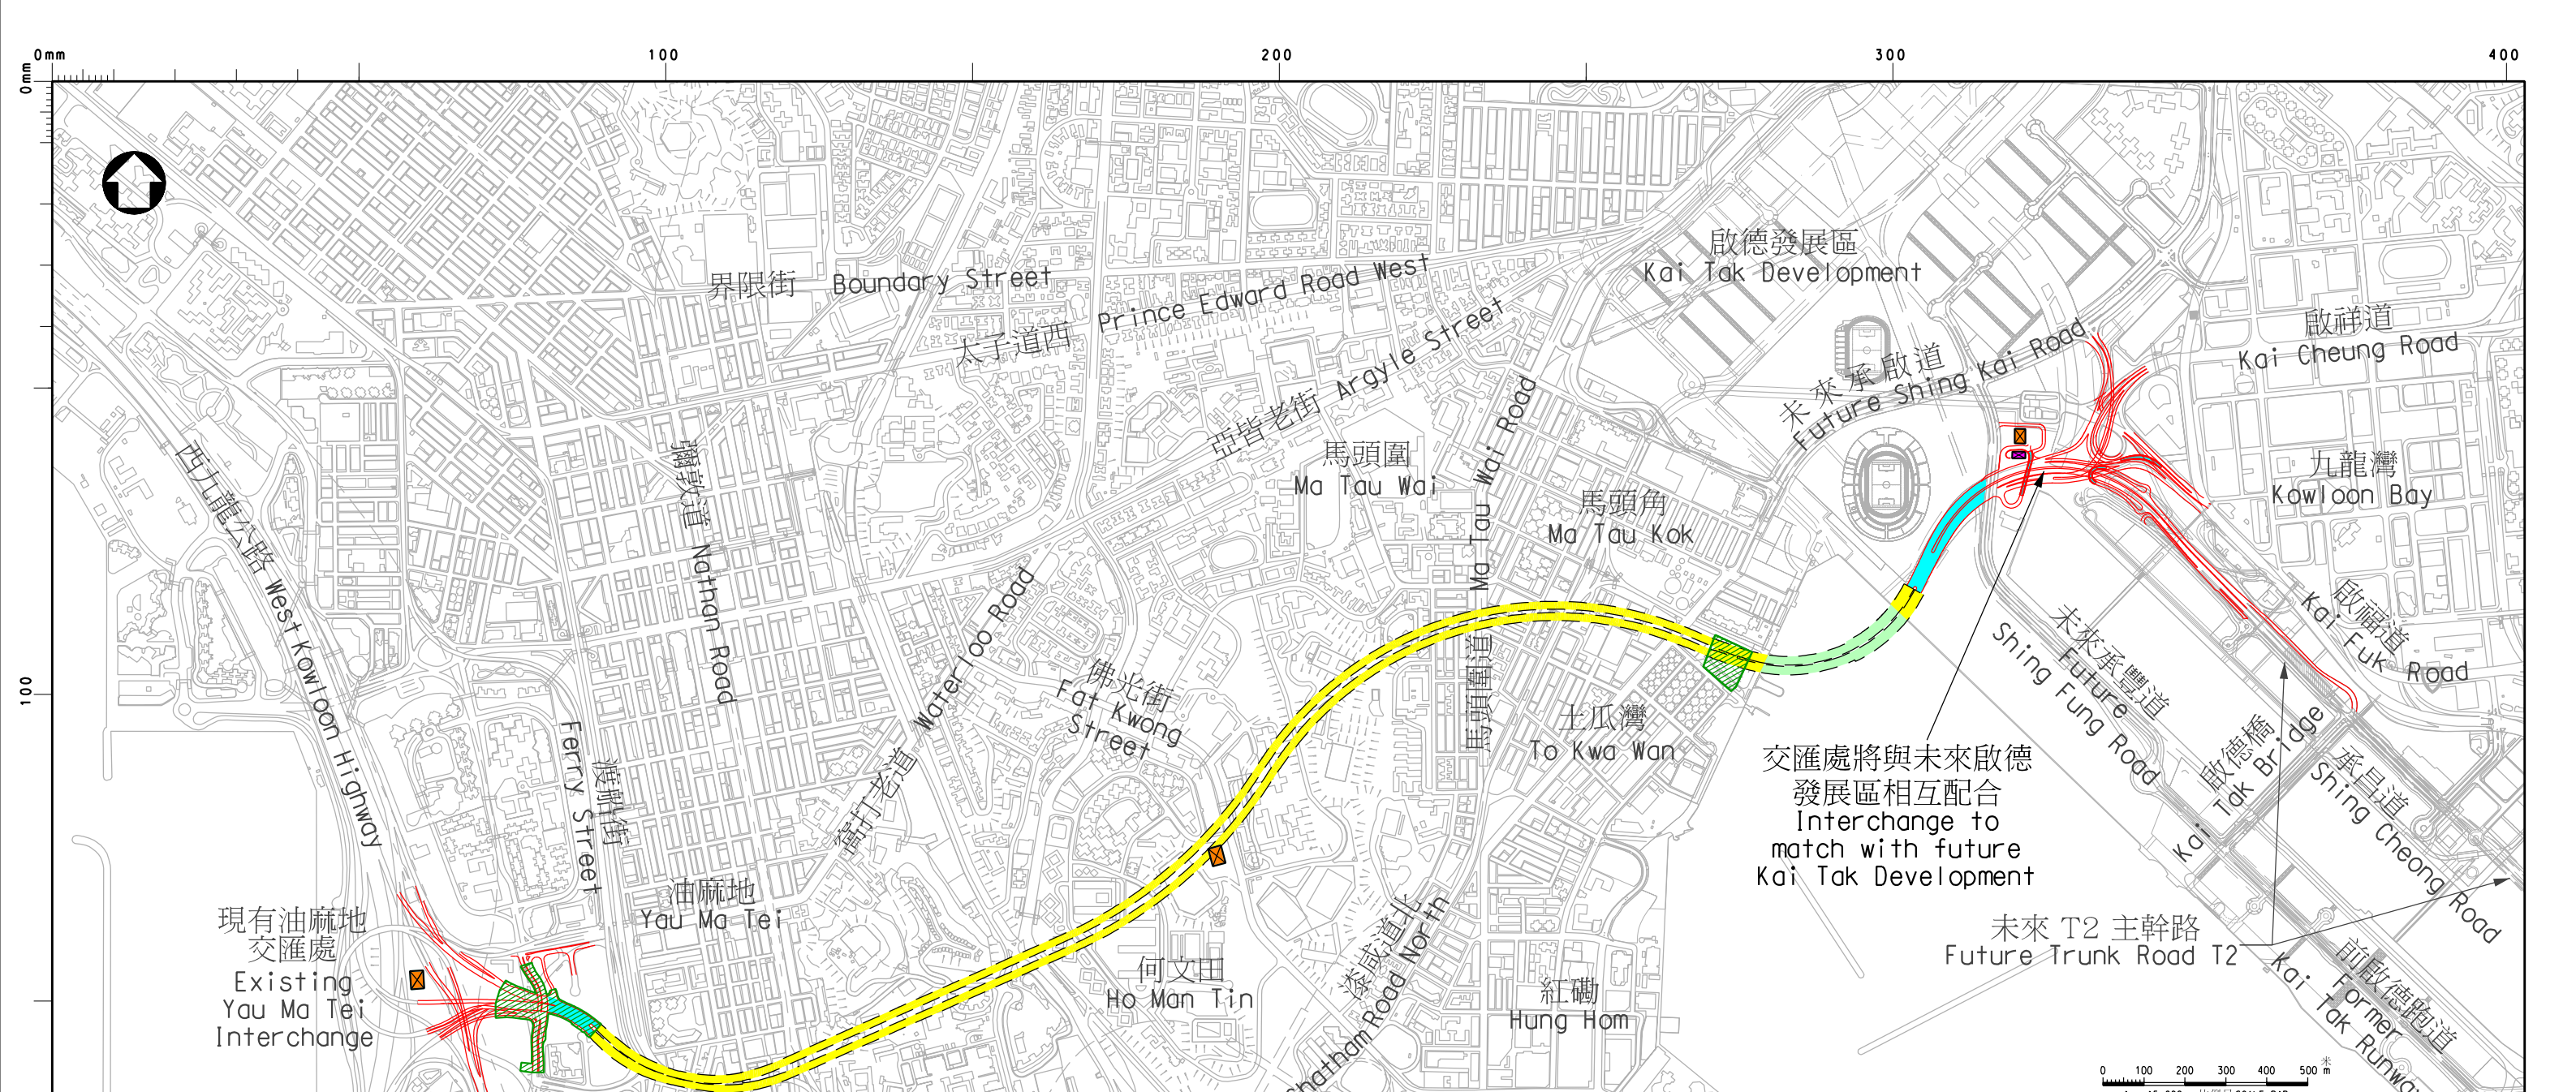 0mm
100
200
300
400
0mm
100
界限街 Boundary Street
太子道西 Prince Edward Road West
亞皆老街 Argyle Street
啟德發展區
Kai Tak Development
未來承啟道
Future Shing Kai Road
啟祥道
Kai Cheung Road
九龍灣
Kowloon Bay
西九龍公路 West Kowloon Highway
彌敦道 Nathan Road
馬頭圍
Ma Tau Wai
馬頭圍道 Ma Tau Wai Road
馬頭角
Ma Tau Kok
窩打老道 Waterloo Road
佛光街
Fat Kwong
Street
渡船街
Ferry Street
土瓜灣
To Kwa Wan
啟福道
Kai Fuk Road
未來承豐道
Future
Shing Fung Road
啟德橋
Kai Tak Bridge
承昌道
Shing Cheong Road
交匯處將與未來啟德
發展區相互配合
Interchange to
match with future
Kai Tak Development
油麻地
Yau Ma Tei
現有油麻地
交匯處
Existing
Yau Ma Tei
Interchange
何文田
Ho Man Tin
漆咸道北
Chatham Road North
紅磡
Hung Hom
未來 T2 主幹路
Future Trunk Road T2
前啟德跑道
Former
Kai Tak Runway
0 100 200 300 400 500 米
m